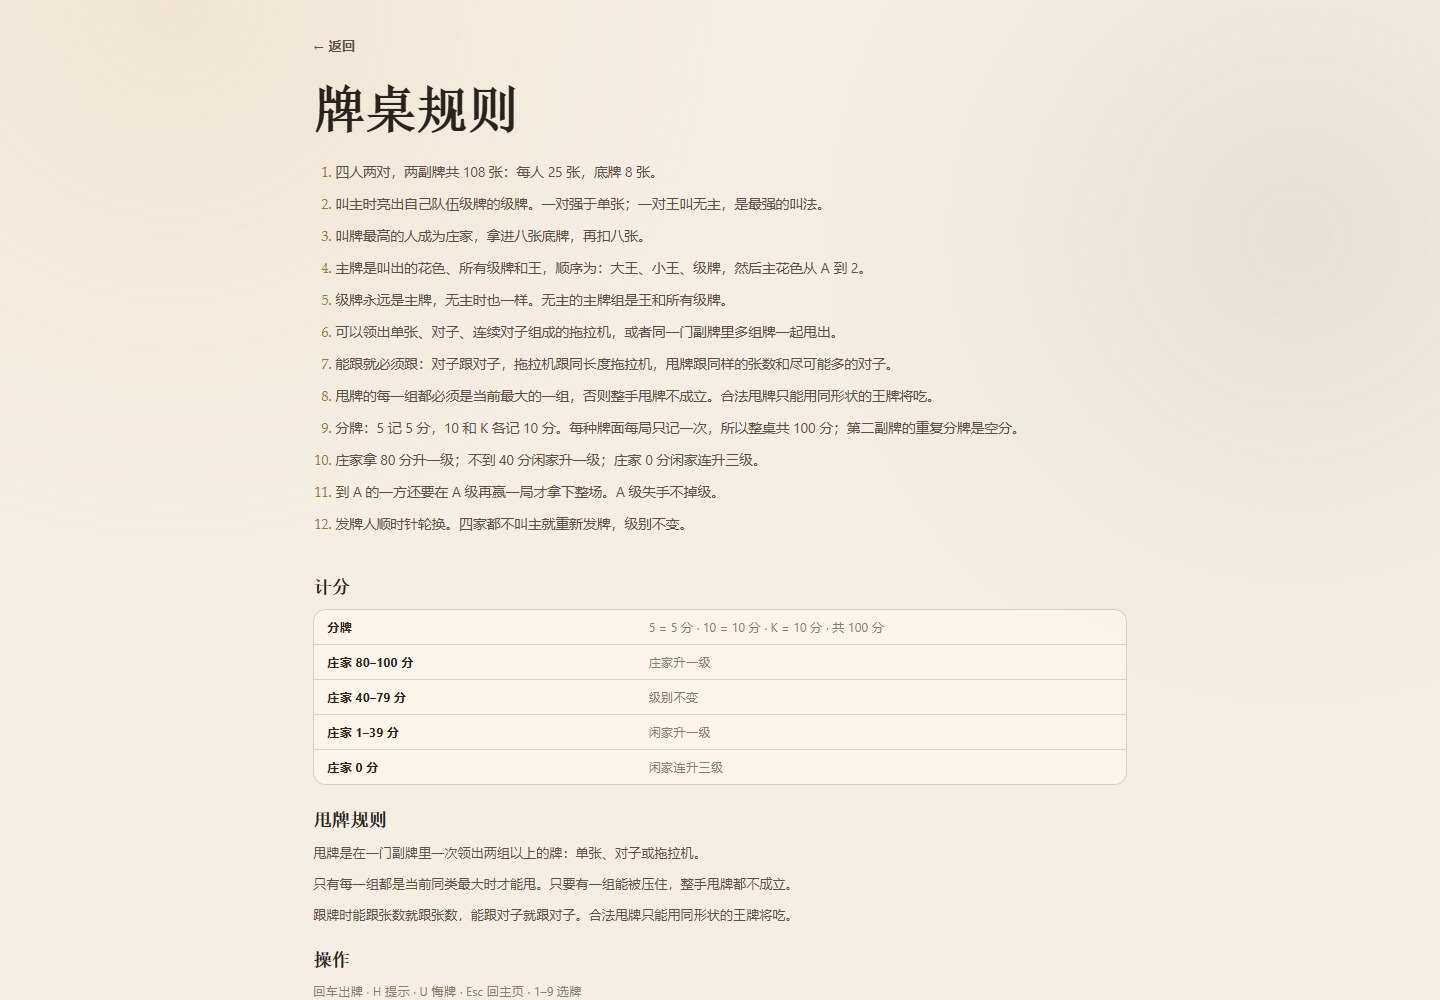 ← 返回
牌桌规则
1. 四人两对，两副牌共 108 张：每人 25 张，底牌 8 张。
2. 叫主时亮出自己队伍级牌的级牌。一对强于单张；一对王叫无主，是最强的叫法。
3. 叫牌最高的人成为庄家，拿进八张底牌，再扣八张。
4. 主牌是叫出的花色、所有级牌和王，顺序为：大王、小王、级牌，然后主花色从 A 到 2。
5. 级牌永远是主牌，无主时也一样。无主的主牌组是王和所有级牌。
6. 可以领出单张、对子、连续对子组成的拖拉机，或者同一门副牌里多组牌一起甩出。
7. 能跟就必须跟：对子跟对子，拖拉机跟同长度拖拉机，甩牌跟同样的张数和尽可能多的对子。
8. 甩牌的每一组都必须是当前最大的一组，否则整手甩牌不成立。合法甩牌只能用同形状的王牌将吃。
9. 分牌：5 记 5 分，10 和 K 各记 10 分。每种牌面每局只记一次，所以整桌共 100 分；第二副牌的重复分牌是空分。
10. 庄家拿 80 分升一级；不到 40 分闲家升一级；庄家 0 分闲家连升三级。
11. 到 A 的一方还要在 A 级再赢一局才拿下整场。A 级失手不掉级。
12. 发牌人顺时针轮换。四家都不叫主就重新发牌，级别不变。
计分
分牌 5 = 5 分 · 10 = 10 分 · K = 10 分 · 共 100 分
庄家 80–100 分 庄家升一级
庄家 40–79 分 级别不变
庄家 1–39 分 闲家升一级
庄家 0 分 闲家连升三级
甩牌规则
甩牌是在一门副牌里一次领出两组以上的牌：单张、对子或拖拉机。
只有每一组都是当前同类最大时才能甩。只要有一组能被压住，整手甩牌都不成立。
跟牌时能跟张数就跟张数，能跟对子就跟对子。合法甩牌只能用同形状的王牌将吃。
操作
回车出牌 · H 提示 · U 悔牌 · Esc 回主页 · 1–9 选牌